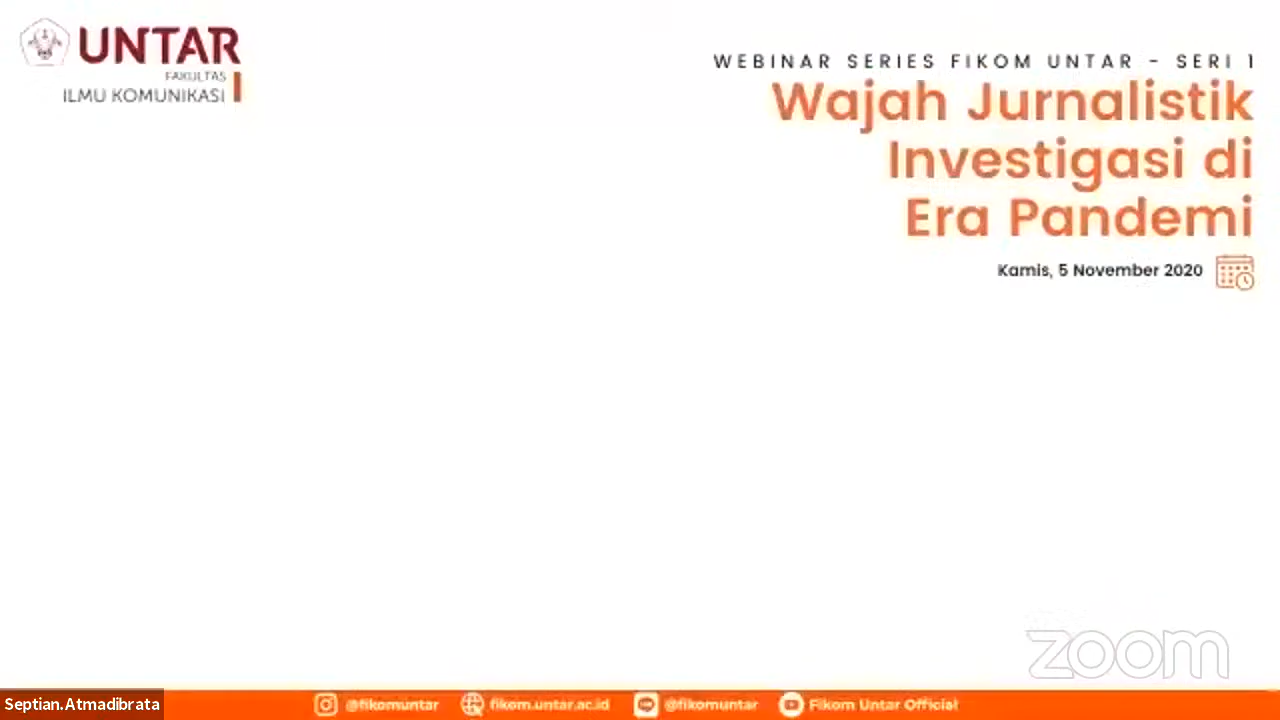 UNTAR
FAKULTAS
ILMU KOMUNIKASI
WEBINAR SERIES FIKOM UNTAR - SERI 1
Wajah Jurnalistik
Investigasi di
Era Pandemi
Kamis, 5 November 2020
zoom
Septian.Atmadibrata
@fikomuntar
fikom.untar.ac.id
@fikomuntar
Fikom Untar Official